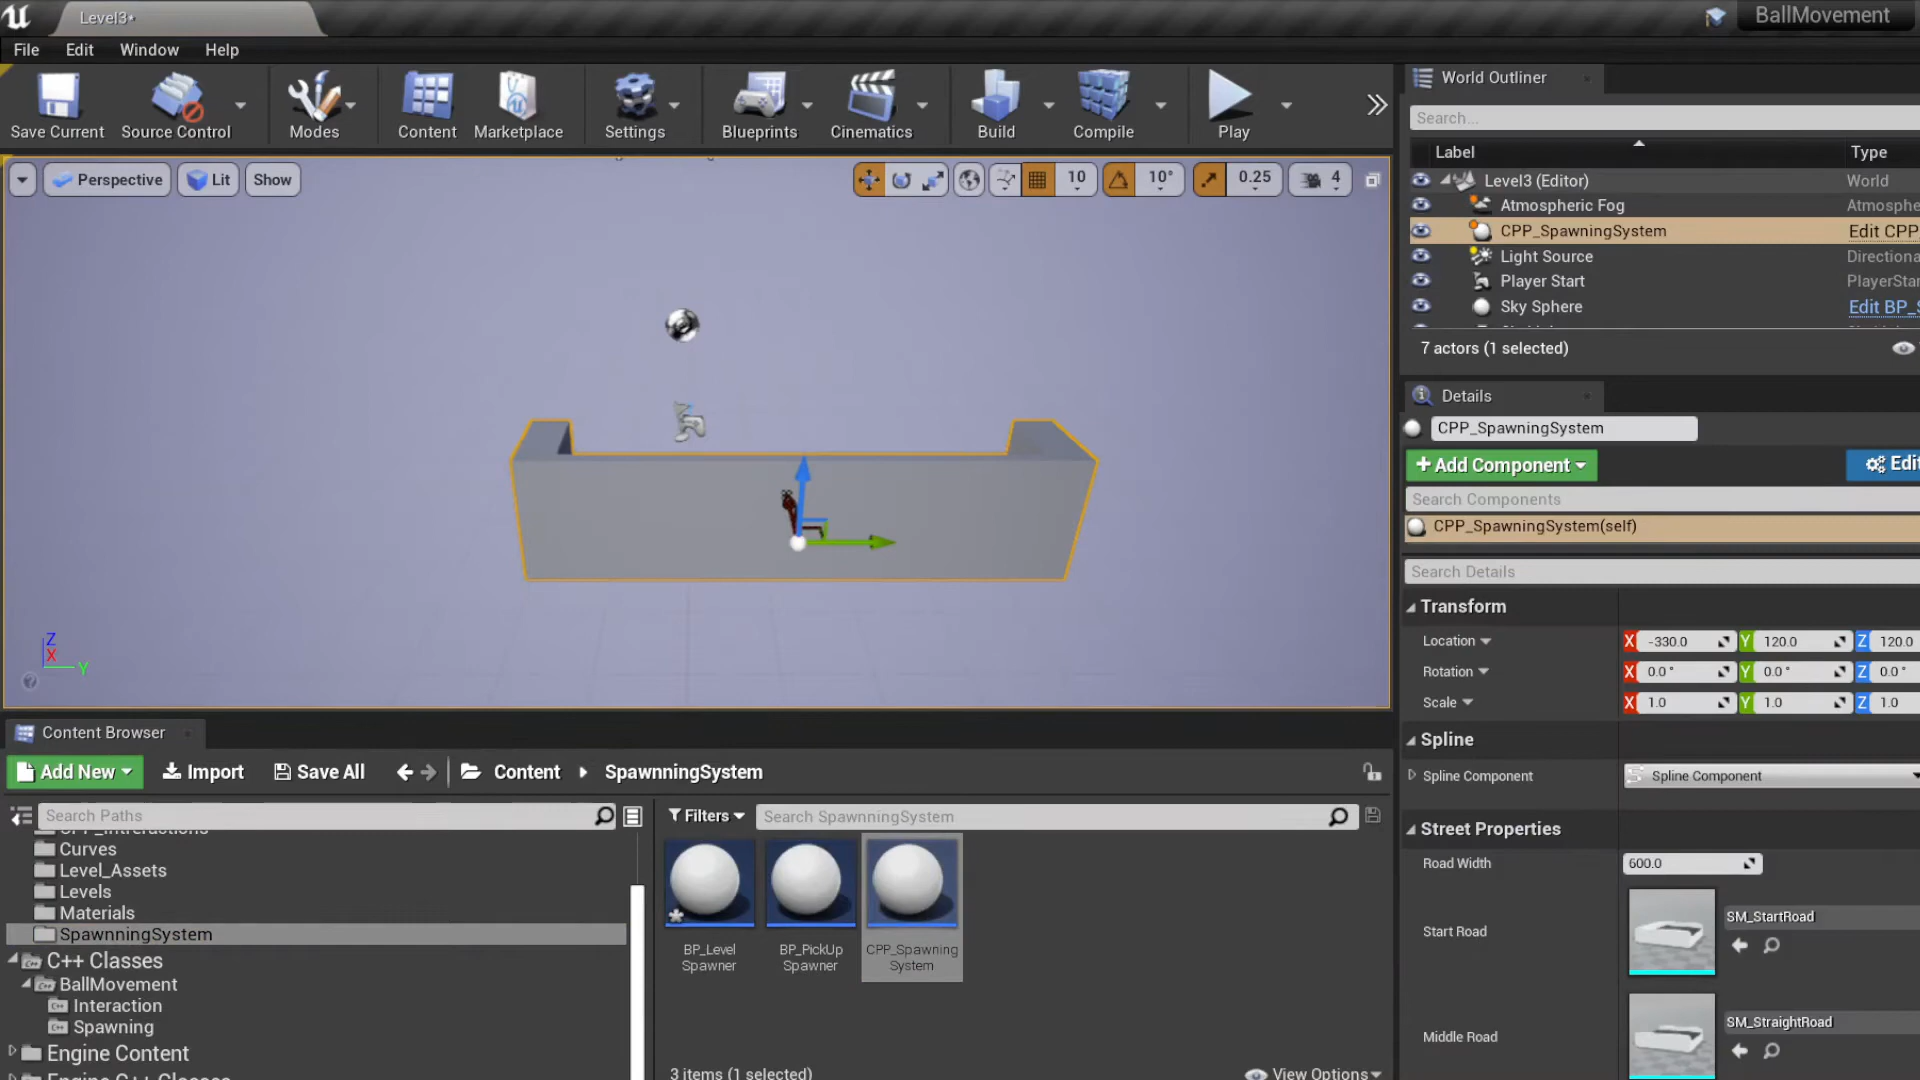 Level3*
BallMovement
File Edit Window Help
Save Current
Source Control
Modes
Content
Marketplace
Settings
Blueprints
Cinematics
Build
Compile
Play
World Outliner
Search...
Label Type
Level3 (Editor) World
Atmospheric Fog Atmosphe
CPP_SpawningSystem Edit CPP
Light Source Directiona
Player Start PlayerStar
Sky Sphere Edit BP_S
7 actors (1 selected)
Perspective Lit Show
10 10° 0.25 4
Z
X
Y
Details
CPP_SpawningSystem
Add Component
Edit
Search Components
CPP_SpawningSystem(self)
Search Details
Transform
Location X -330.0 Y 120.0 Z 120.0
Rotation X 0.0° Y 0.0° Z 0.0°
Scale X 1.0 Y 1.0 Z 1.0
Spline
Spline Component Spline Component
Street Properties
Road Width 600.0
Start Road SM_StartRoad
Middle Road SM_StraightRoad
Content Browser
Add New Import Save All Content SpawnningSystem
Search Paths
Filters Search SpawnningSystem
Curves
Level_Assets
Levels
Materials
SpawnningSystem
C++ Classes
BallMovement
Interaction
Spawning
Engine Content
Engine C++ Classes
BP_Level
Spawner
BP_PickUp
Spawner
CPP_Spawning
System
3 items (1 selected)
View Options